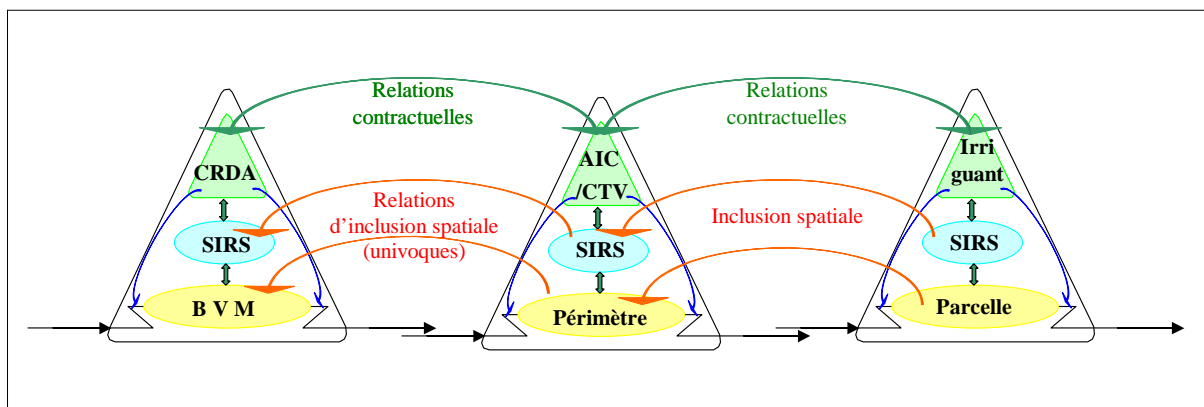 Relations
contractuelles
Relations
contractuelles
CRDA
AIC
/CTV
Irri
guant
Relations
d’inclusion spatiale
(univoques)
Inclusion spatiale
SIRS
SIRS
SIRS
B V M
Périmètre
Parcelle